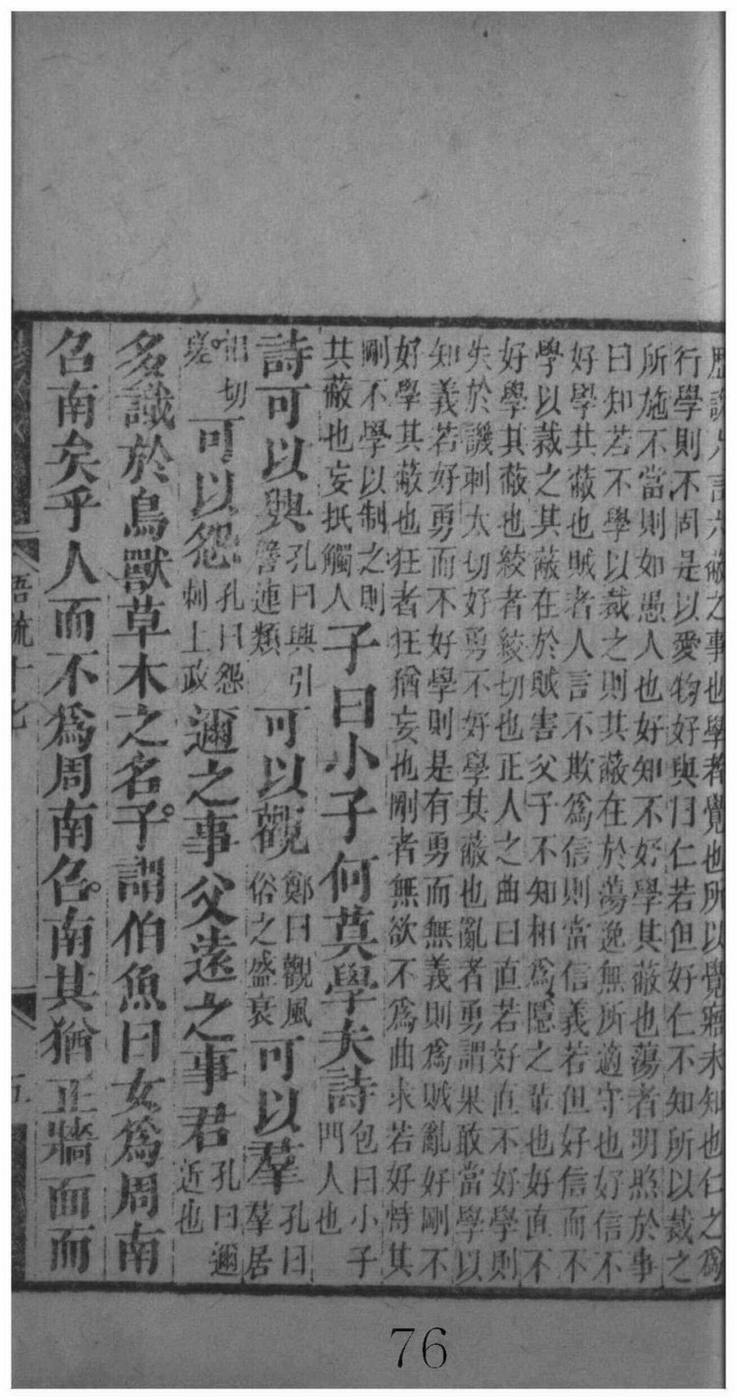 歷說六言六蔽之事也學者覺也所以覺寤未知也仁之為
行學則不固是以愛物好與曰仁若但好仁不知所以裁之
所施不當則如愚人也好知不好學其蔽也蕩者明照於事
曰知若不學以裁之則其蔽在於蕩逸無所適守也好信不
好學其蔽也賊者人言不欺為信則當信義若但好信而不
學以裁之其蔽在於賊害父子不知相為隱之輩也好直不
好學其蔽也絞者絞切也正人之曲曰直若好直不好學則
失於譏刺太切好勇不好學其蔽也亂者勇謂果敢當學以
知義若好勇而不好學則是有勇而無義則為賊亂好剛不
好學其蔽也狂者狂猶妄也剛者無欲不為曲求若好恃其
剛不學以制之則
其蔽也妄抵觸人
子曰小子何莫學夫詩
包曰小子
門人也
詩可以興
孔曰興引
譬連類
可以觀
鄭曰觀風
俗之盛衰
可以羣
孔曰
羣居
相切
瑳
可以怨
孔曰怨
刺上政
邇之事父遠之事君
孔曰邇
近也
多識於鳥獸草木之名子謂伯魚曰女為周南
召南矣乎人而不為周南召南其猶正牆面而
語疏十七
五
76